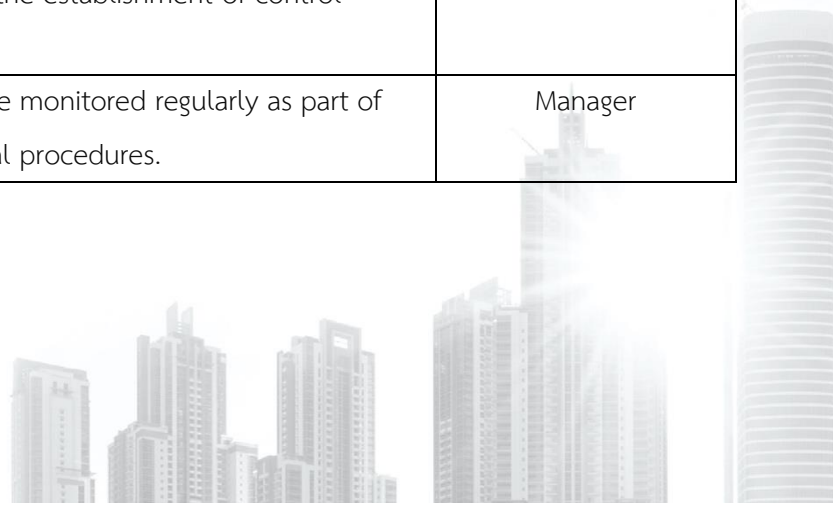 the establishment of control
monitored regularly as part of
Manager
procedures.